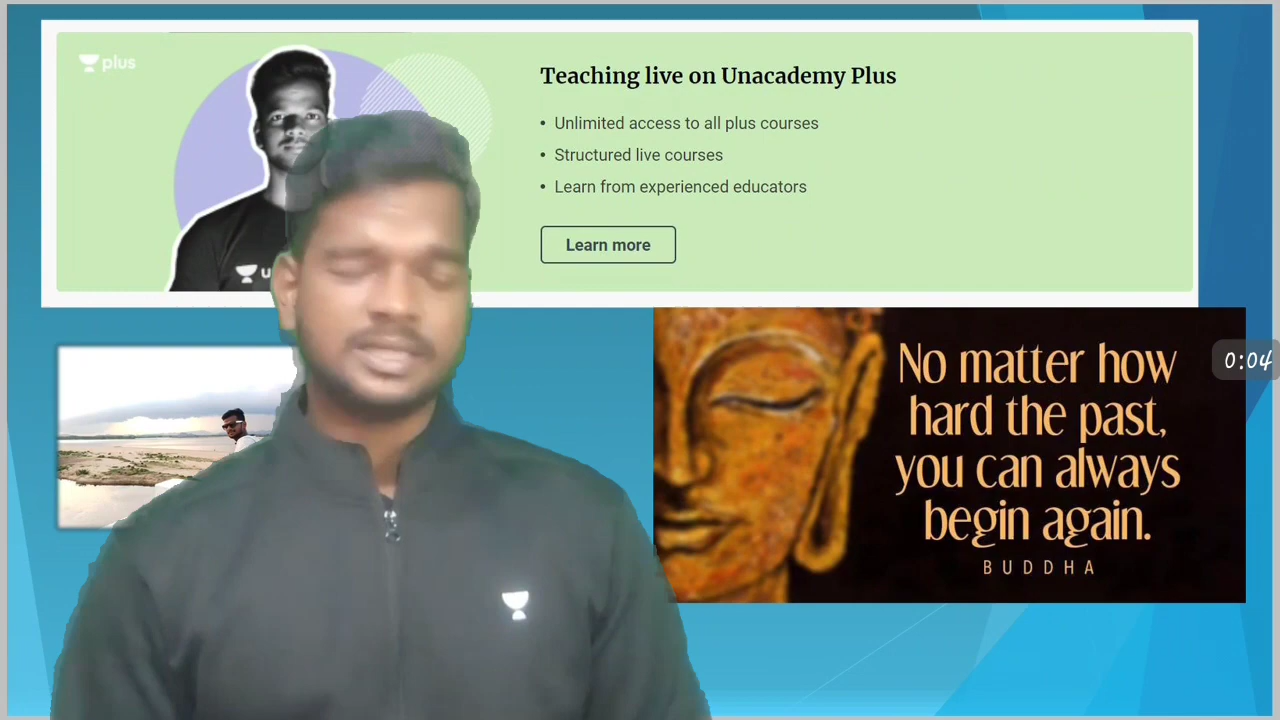 plus
Teaching live on Unacademy Plus
• Unlimited access to all plus courses
• Structured live courses
• Learn from experienced educators
Learn more
u
No matter how
hard the past,
you can always
begin again.
BUDDHA
0:04